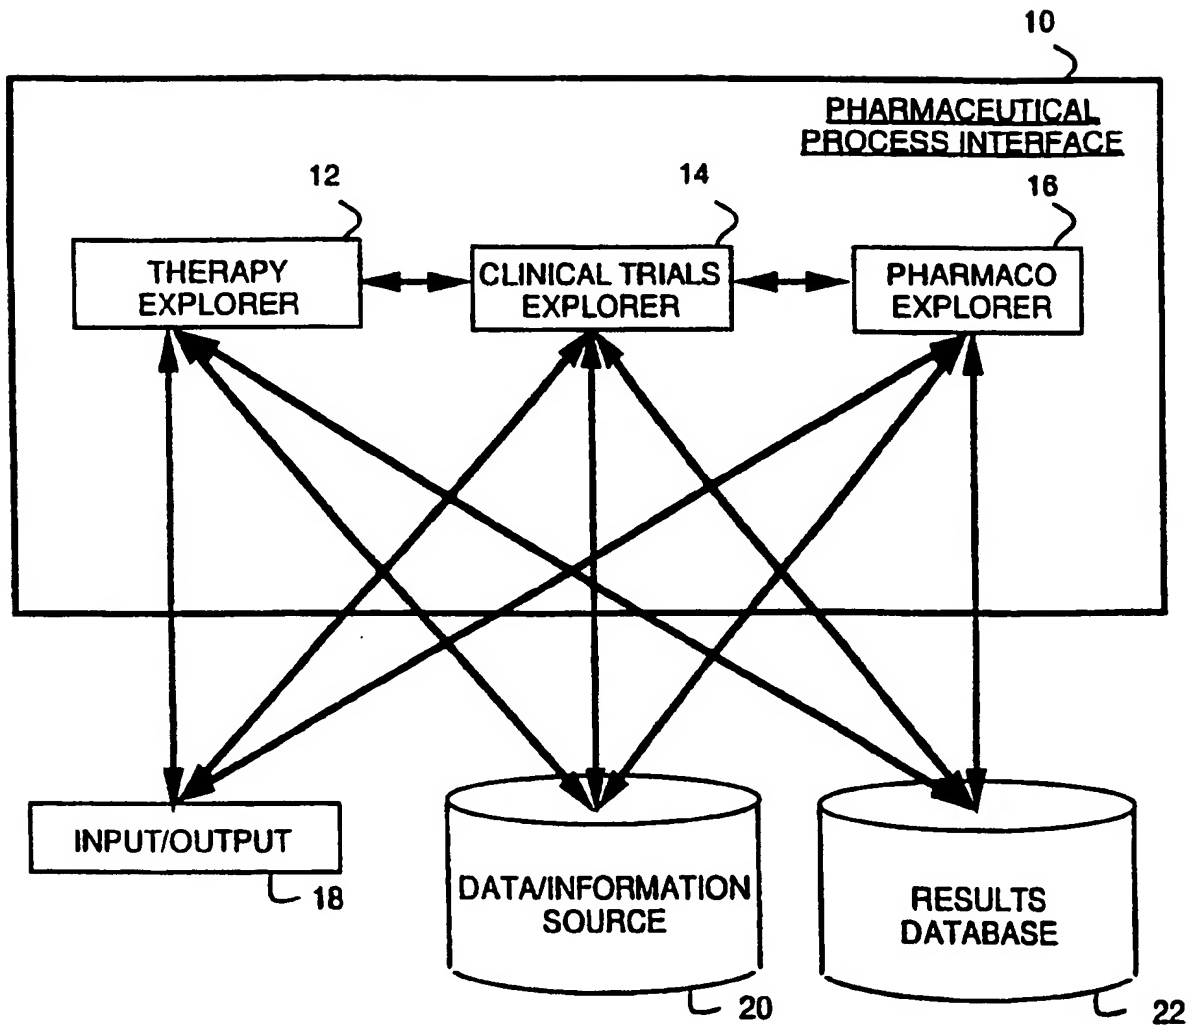 10
PHARMACEUTICAL
PROCESS INTERFACE
12
14
16
THERAPY
EXPLORER
CLINICAL TRIALS
EXPLORER
PHARMACO
EXPLORER
INPUT/OUTPUT
18
DATA/INFORMATION
SOURCE
20
RESULTS
DATABASE
22